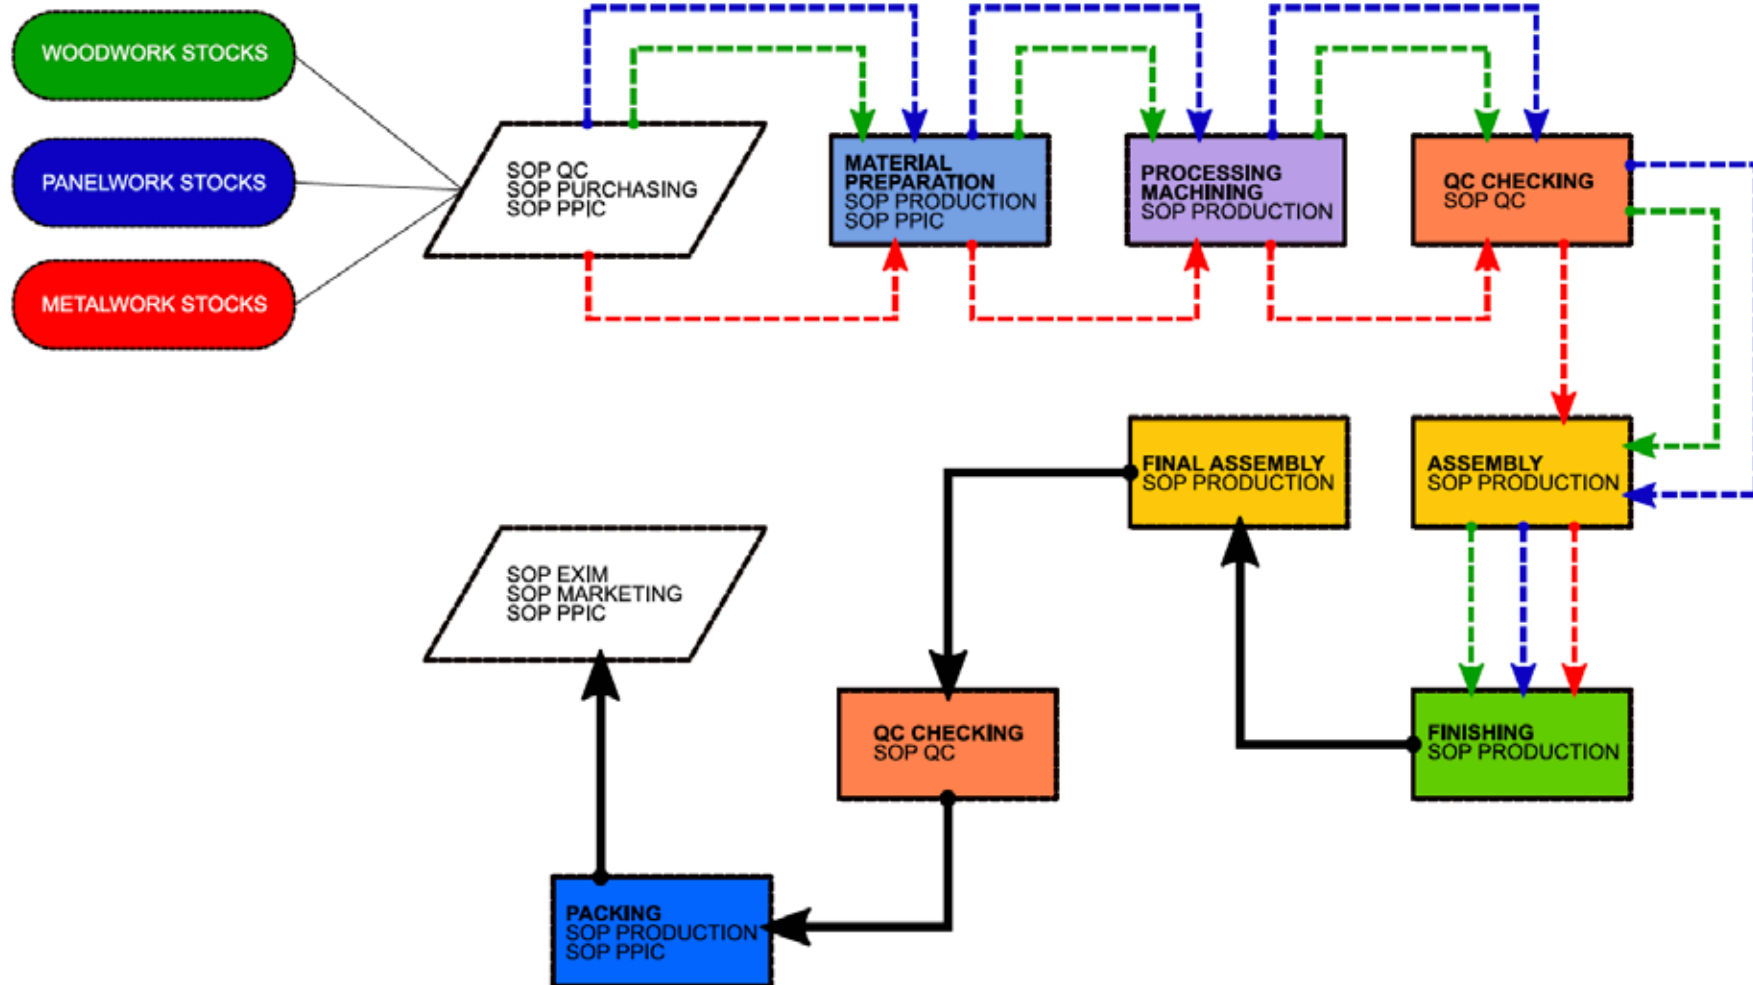 WOODWORK STOCKS
PANELWORK STOCKS
METALWORK STOCKS
SOP QC
SOP PURCHASING
SOP PPIC
MATERIAL
PREPARATION
SOP PRODUCTION
SOP PPIC
PROCESSING
MACHINING
SOP PRODUCTION
QC CHECKING
SOP QC
ASSEMBLY
SOP PRODUCTION
FINISHING
SOP PRODUCTION
FINAL ASSEMBLY
SOP PRODUCTION
QC CHECKING
SOP QC
PACKING
SOP PRODUCTION
SOP PPIC
SOP EXIM
SOP MARKETING
SOP PPIC